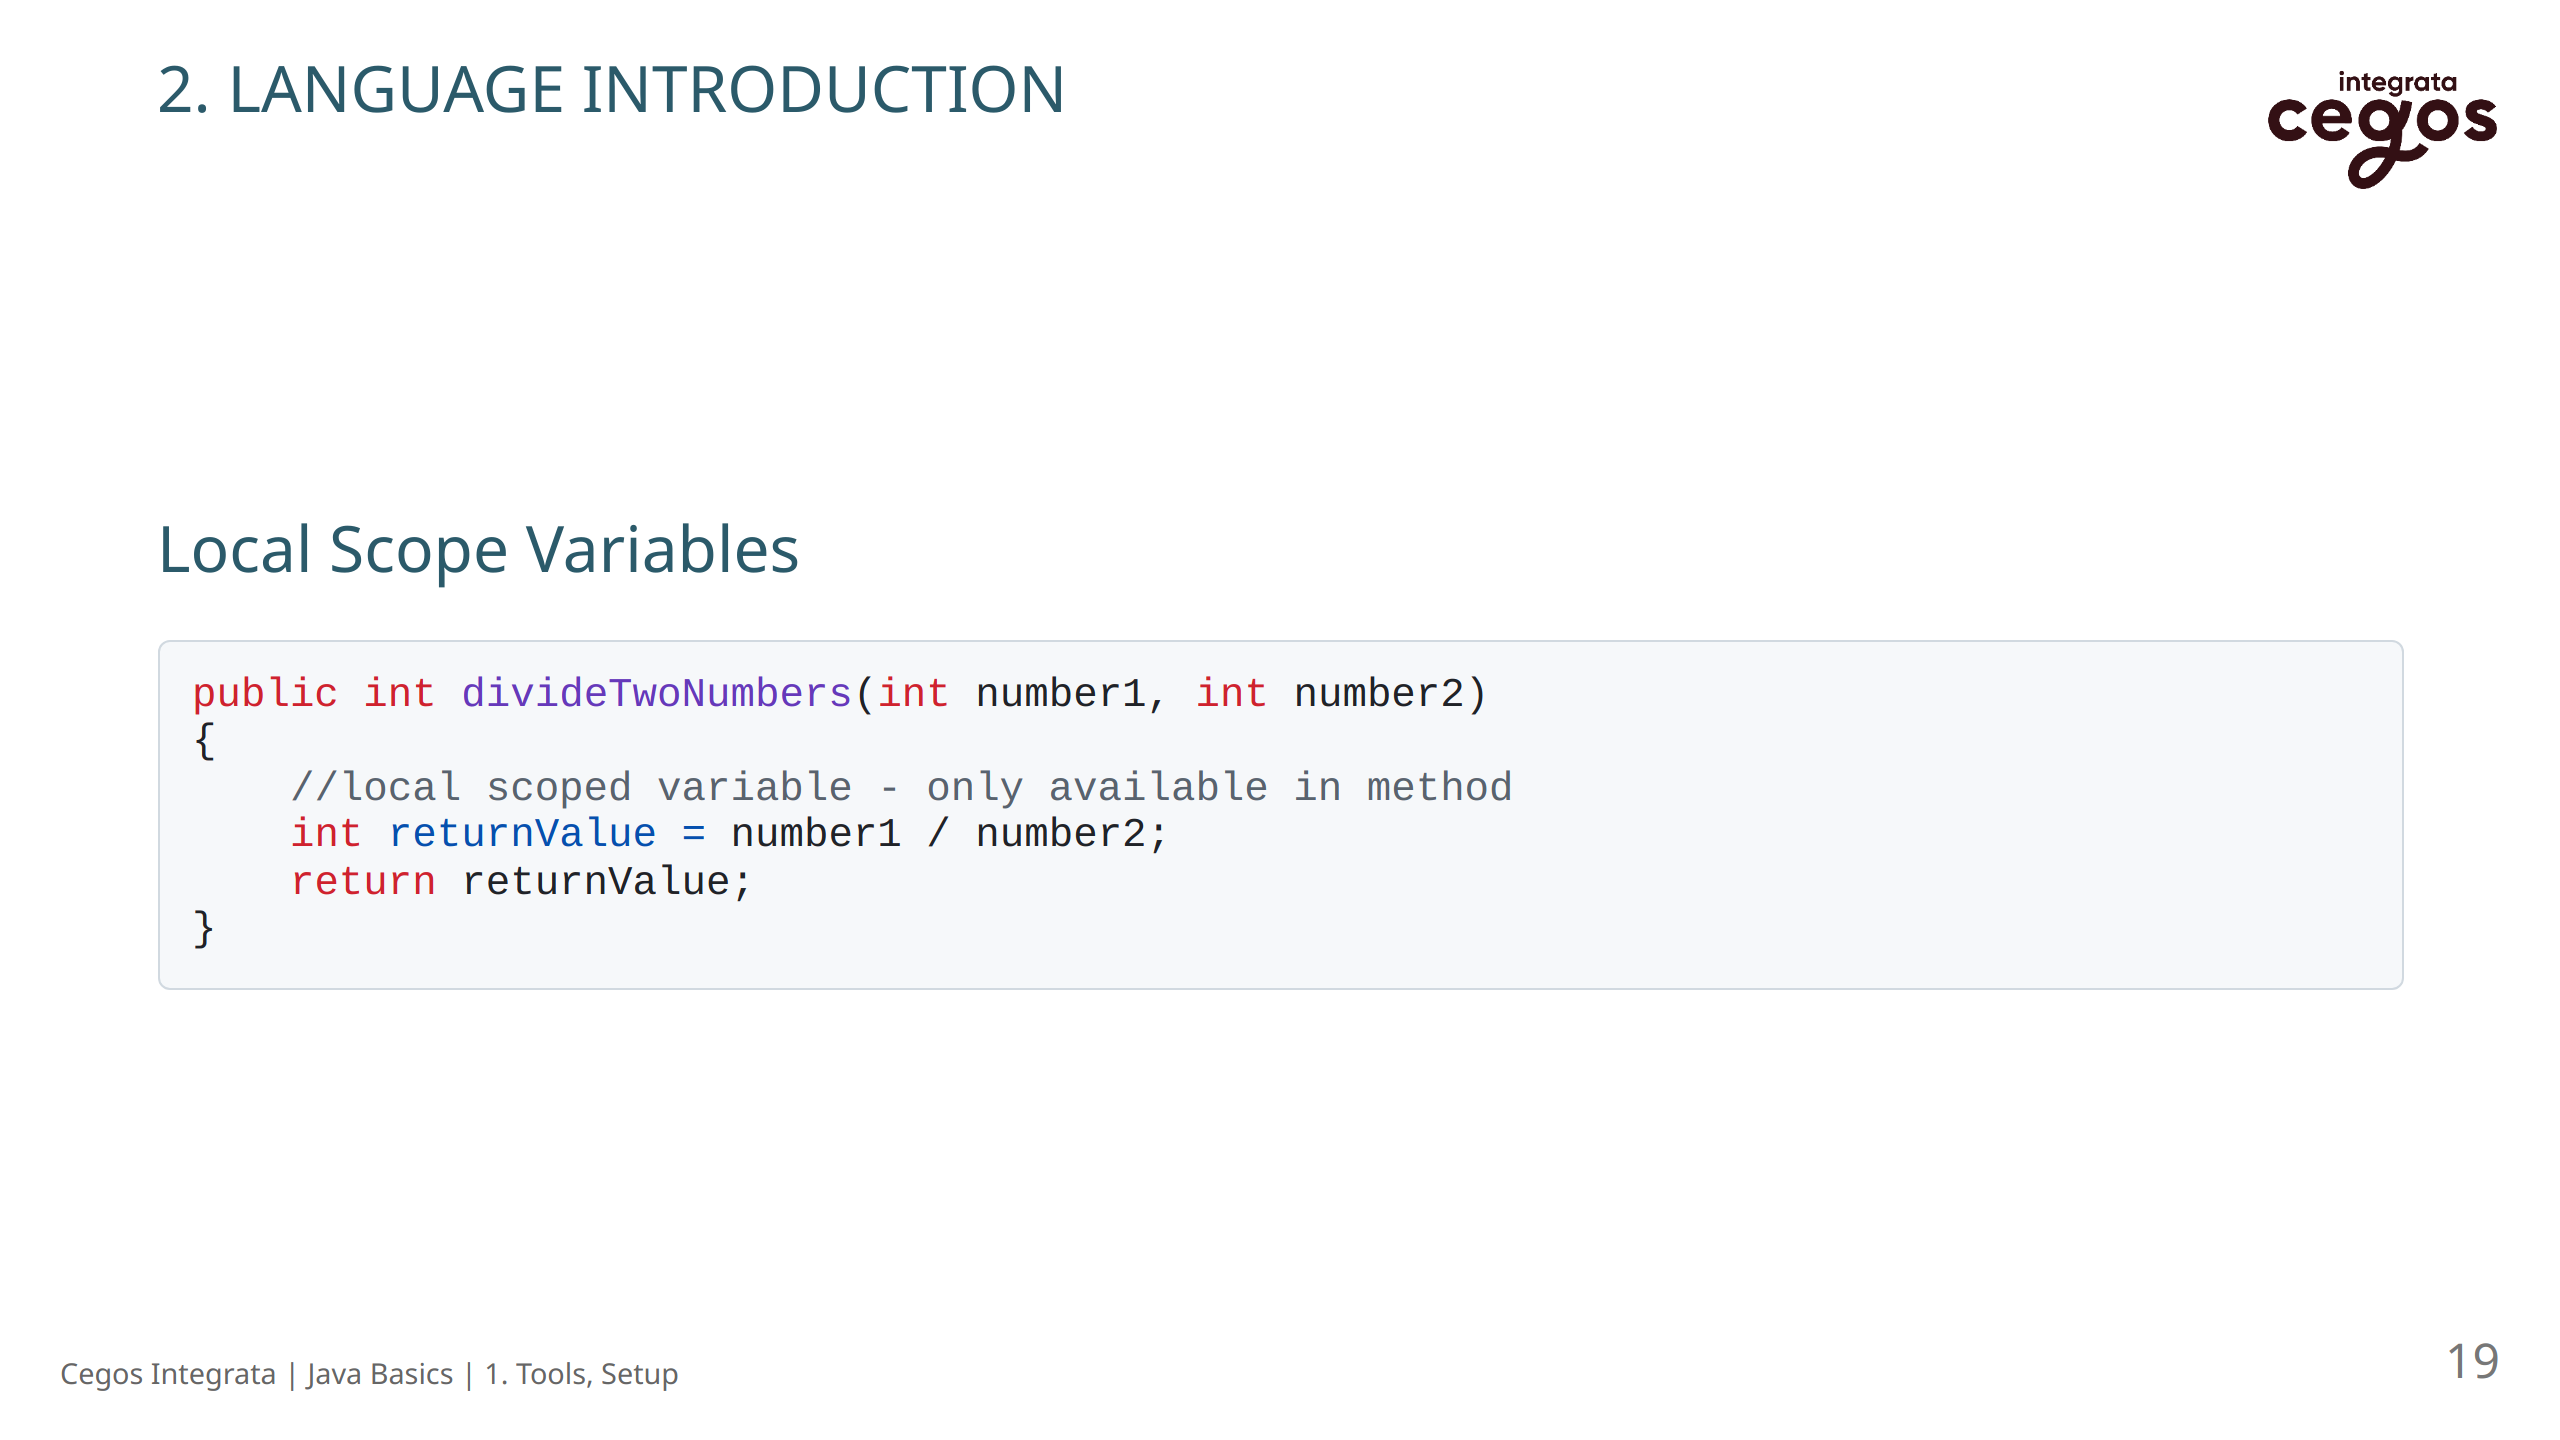 2. LANGUAGE INTRODUCTION
integrata
cegos
Local Scope Variables
public int divideTwoNumbers(int number1, int number2)
{
    //local scoped variable - only available in method
    int returnValue = number1 / number2;
    return returnValue;
}
Cegos Integrata | Java Basics | 1. Tools, Setup
19